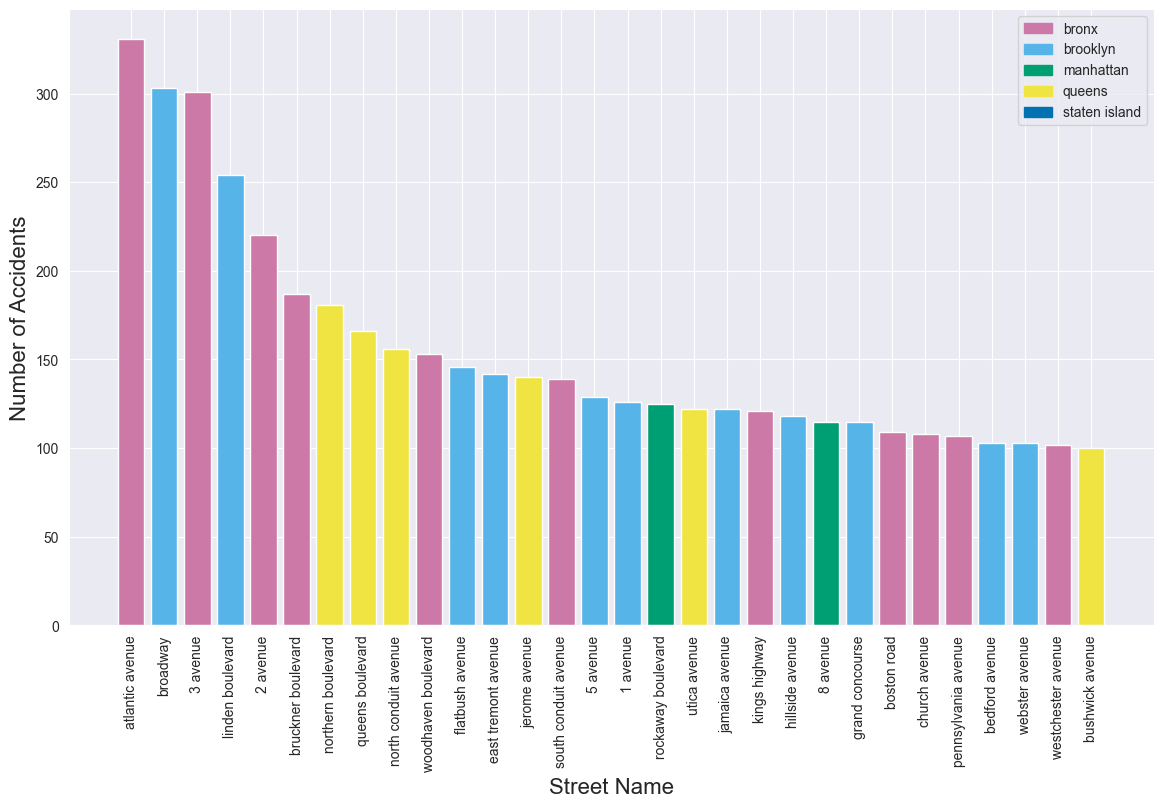 bronx
brooklyn
manhattan
queens
staten island
Number of Accidents
300
250
200
150
100
50
0
atlantic avenue
broadway
3 avenue
linden boulevard
2 avenue
bruckner boulevard
northern boulevard
queens boulevard
north conduit avenue
woodhaven boulevard
flatbush avenue
east tremont avenue
jerome avenue
south conduit avenue
5 avenue
1 avenue
rockaway boulevard
utica avenue
jamaica avenue
kings highway
hillside avenue
8 avenue
grand concourse
boston road
church avenue
pennsylvania avenue
bedford avenue
webster avenue
westchester avenue
bushwick avenue
Street Name